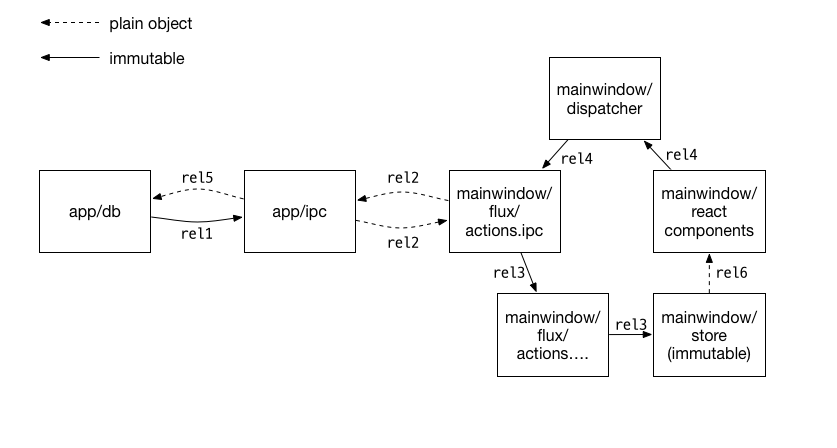 plain object
immutable
mainwindow/
dispatcher
rel4
rel4
rel5
rel2
app/db
app/ipc
mainwindow/
flux/
actions.ipc
mainwindow/
react
components
rel1
rel2
rel3
rel6
mainwindow/
flux/
actions....
rel3
mainwindow/
store
(immutable)